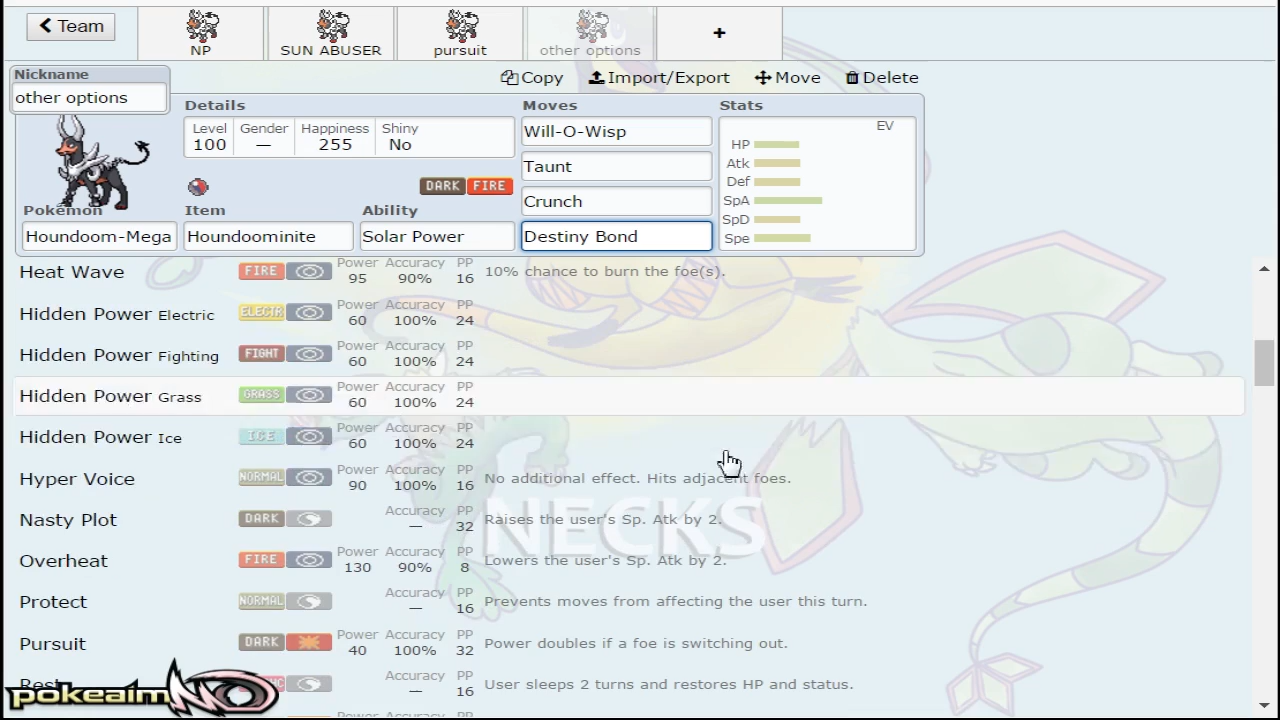 Team
NP
SUN ABUSER
pursuit
other options
+
Nickname
other options
Copy
Import/Export
Move
Delete
Details
Moves
Stats
Level
100
Gender
—
Happiness
255
Shiny
No
Will-O-Wisp
EV
HP
Taunt
Atk
DARK FIRE
Def
Crunch
SpA
Pokémon
Item
Ability
SpD
Houndoom-Mega
Houndoominite
Solar Power
Destiny Bond
Spe
Heat Wave FIRE Power 95 Accuracy 90% PP 16 10% chance to burn the foe(s).
Hidden Power Electric ELECTR Power 60 Accuracy 100% PP 24
Hidden Power Fighting FIGHT Power 60 Accuracy 100% PP 24
Hidden Power Grass GRASS Power 60 Accuracy 100% PP 24
Hidden Power Ice ICE Power 60 Accuracy 100% PP 24
Hyper Voice NORMAL Power 90 Accuracy 100% PP 16 No additional effect. Hits adjacent foes.
Nasty Plot DARK Accuracy — PP 32 Raises the user's Sp. Atk by 2.
NECKS
Overheat FIRE Power 130 Accuracy 90% PP 8 Lowers the user's Sp. Atk by 2.
Protect NORMAL Accuracy — PP 16 Prevents moves from affecting the user this turn.
Pursuit DARK Power 40 Accuracy 100% PP 32 Power doubles if a foe is switching out.
Accuracy — PP 16 User sleeps 2 turns and restores HP and status.
pokeaimMD